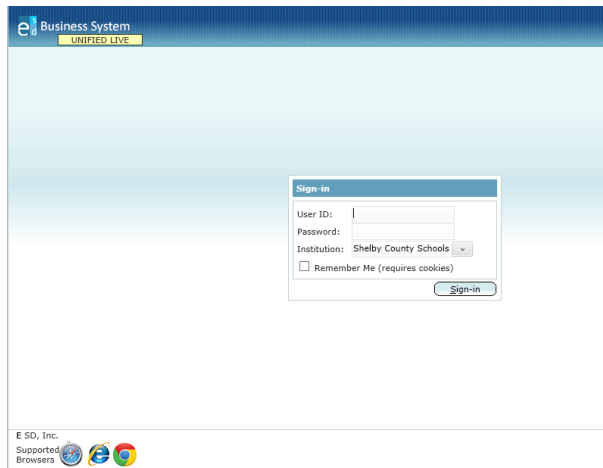 eSd Business System
UNIFIED LIVE
Sign-in
User ID:
Password:
Institution: Shelby County Schools
Remember Me (requires cookies)
Sign-in
E SD, Inc.
Supported
Browsers